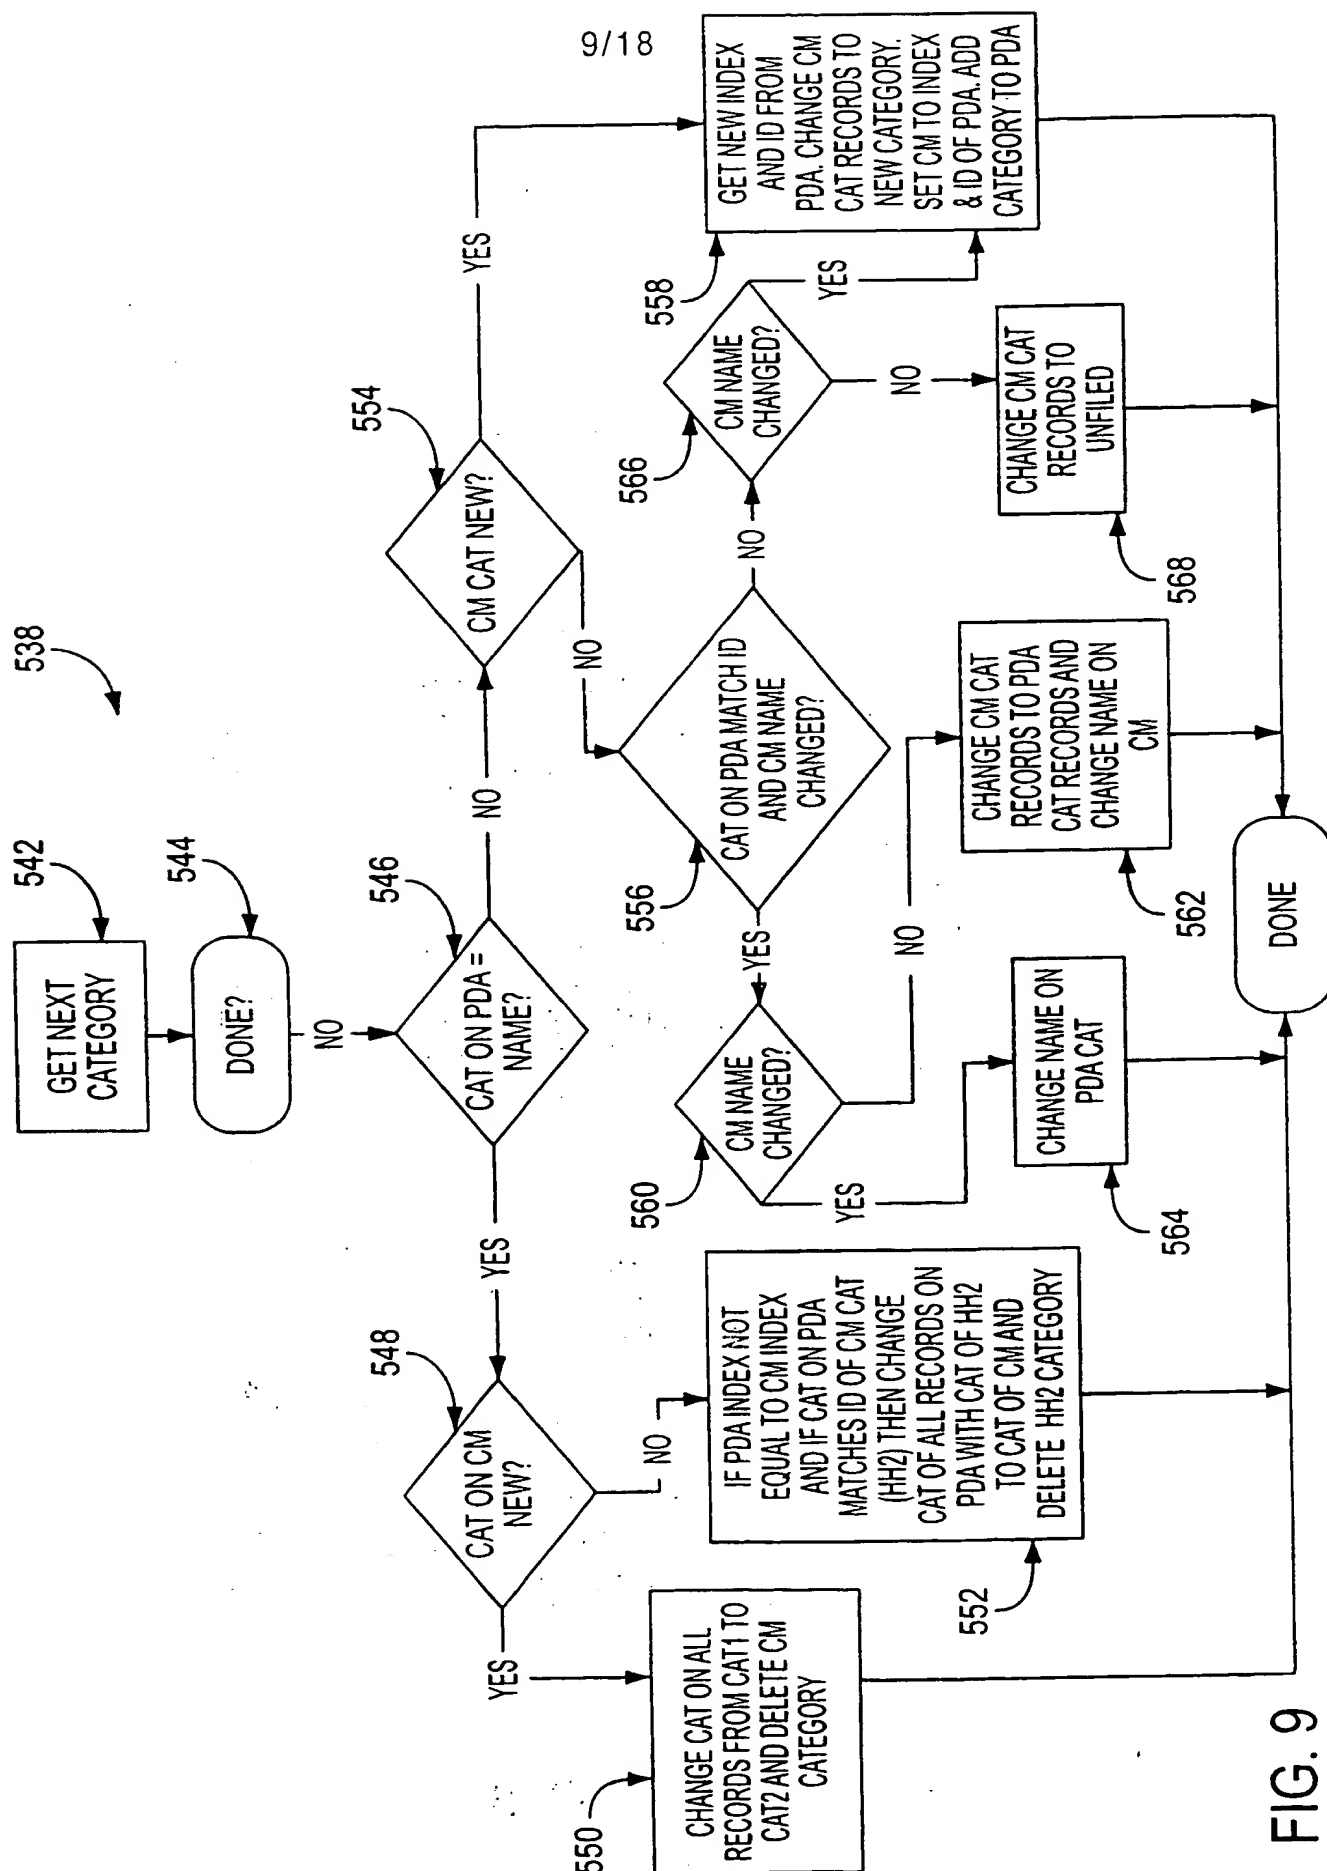 9/18
538
542
GET NEXT
CATEGORY
544
DONE?
NO
546
CAT ON PDA =
NAME?
YES
NO
548
CAT ON CM
NEW?
YES
NO
550
CHANGE CAT ON ALL
RECORDS FROM CAT1 TO
CAT2 AND DELETE CM
CATEGORY
552
IF PDA INDEX NOT
EQUAL TO CM INDEX
AND IF CAT ON PDA
MATCHES ID OF CM CAT
(HH2) THEN CHANGE
CAT OF ALL RECORDS ON
PDA WITH CAT OF HH2
TO CAT OF CM AND
DELETE HH2 CATEGORY
554
CM CAT NEW?
YES
NO
556
CAT ON PDA MATCH ID
AND CM NAME
CHANGED?
YES
NO
560
CM NAME
CHANGED?
YES
NO
564
CHANGE NAME ON
PDA CAT
562
CHANGE CM CAT
RECORDS TO PDA
CAT RECORDS AND
CHANGE NAME ON
CM
566
CM NAME
CHANGED?
YES
NO
568
CHANGE CM CAT
RECORDS TO
UNFILED
558
GET NEW INDEX
AND ID FROM
PDA. CHANGE CM
CAT RECORDS TO
NEW CATEGORY.
SET CM TO INDEX
& ID OF PDA. ADD
CATEGORY TO PDA
DONE
FIG. 9